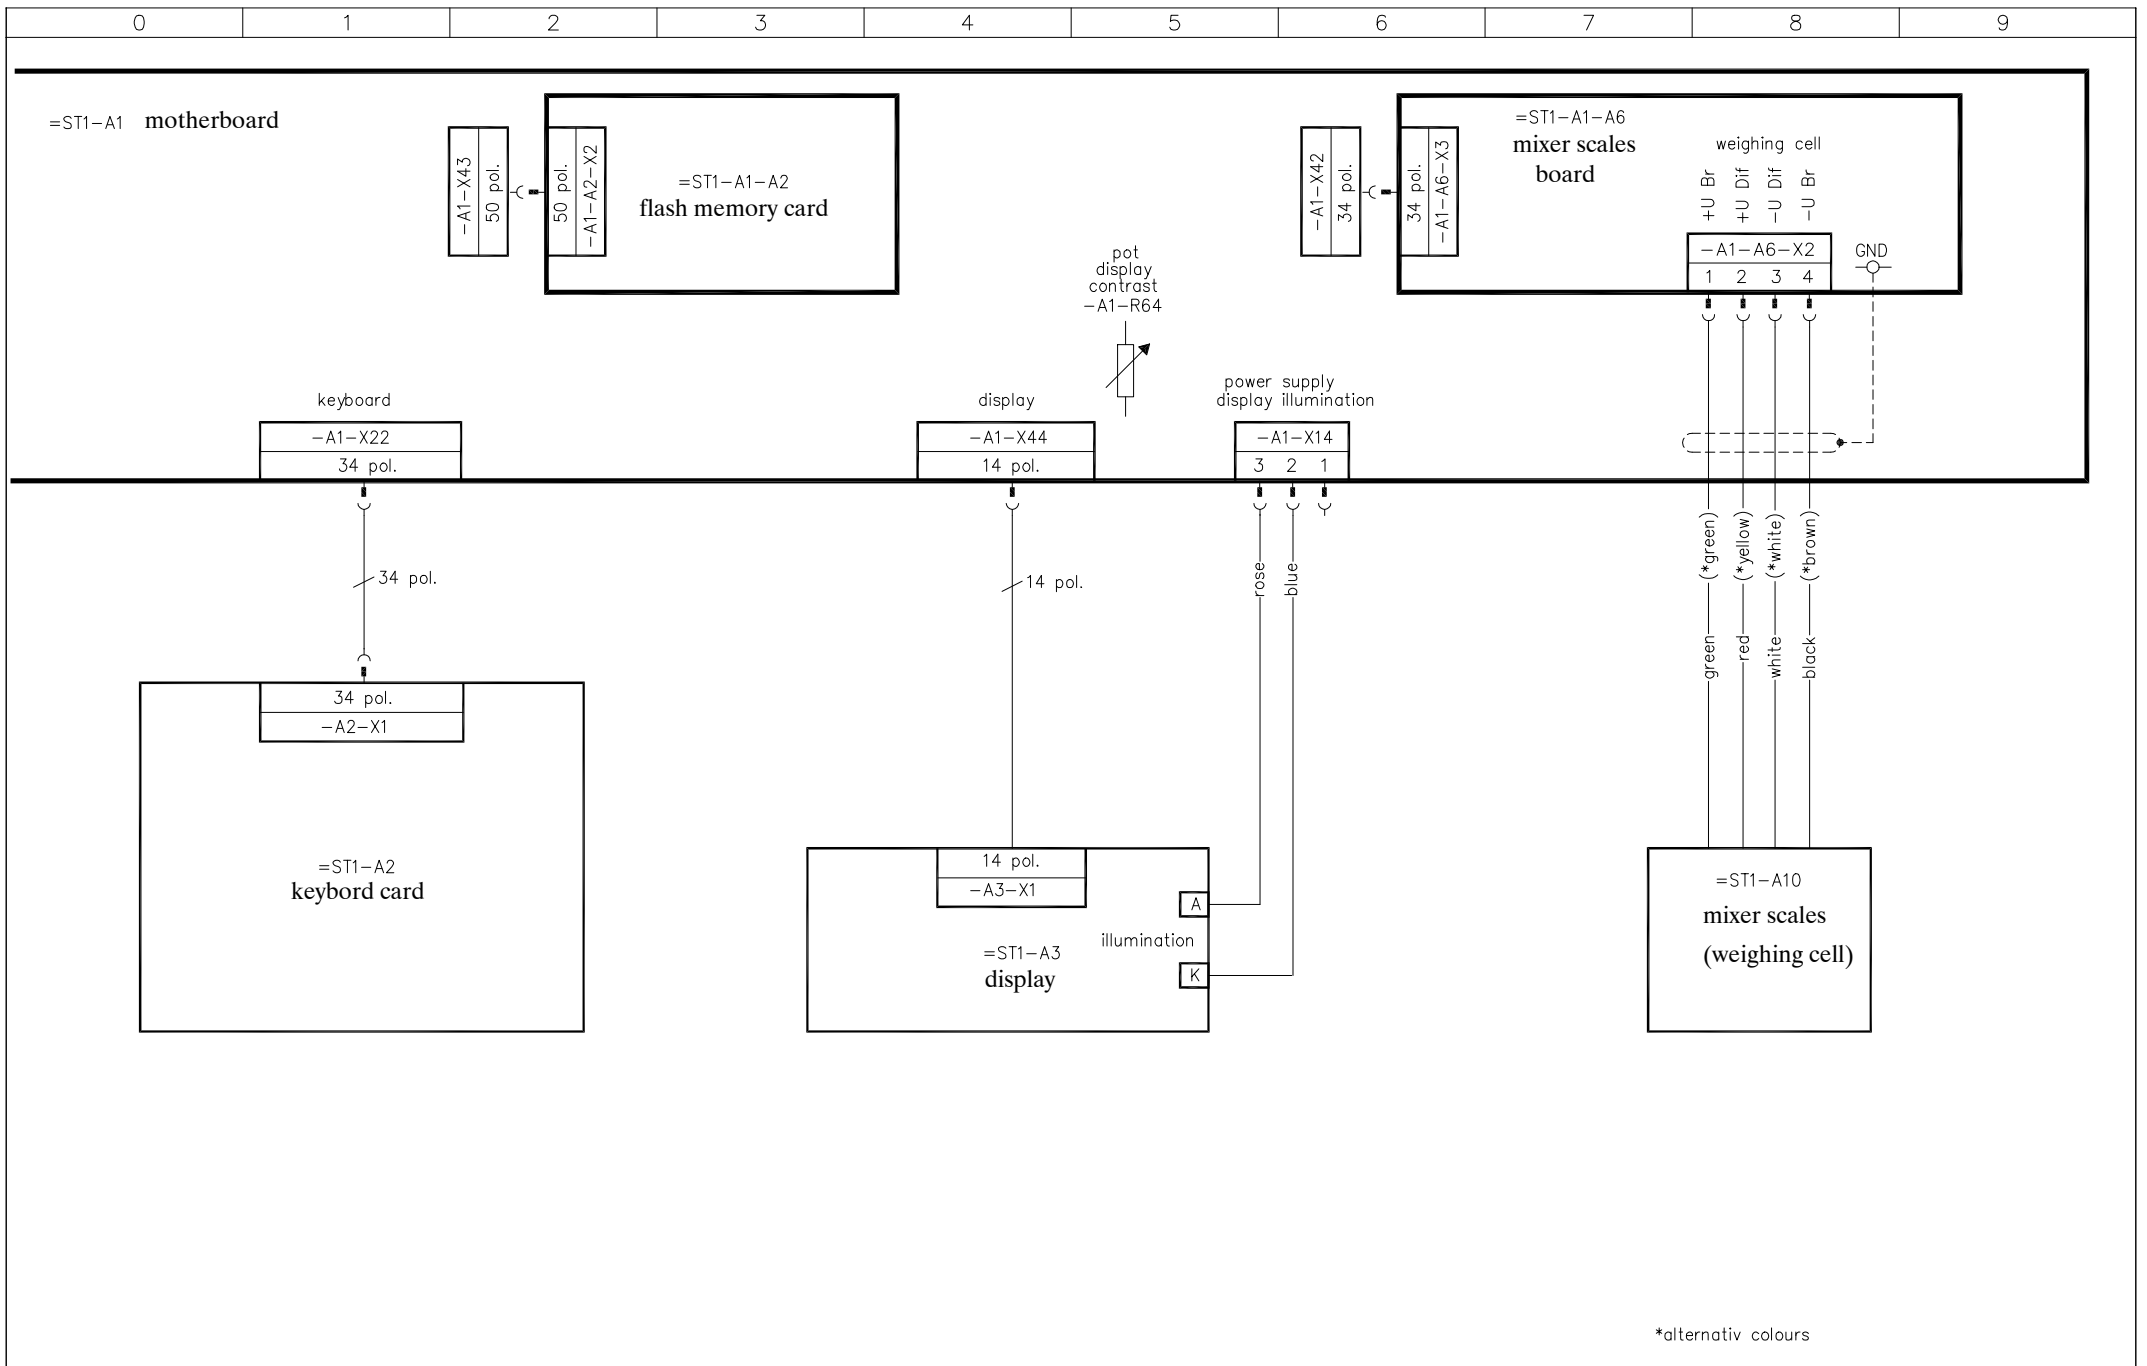 0 1 2 3 4 5 6 7 8 9
=ST1-A1 motherboard
-A1-X43
50 pol.
50 pol.
-A1-A2-X2
=ST1-A1-A2
flash memory card
-A1-X42
34 pol.
34 pol.
-A1-A6-X3
=ST1-A1-A6
mixer scales
board
weighing cell
+U Br
+U Dif
-U Dif
-U Br
-A1-A6-X2
1 2 3 4
GND
pot
display
contrast
-A1-R64
keyboard
-A1-X22
34 pol.
display
-A1-X44
14 pol.
power supply
display illumination
-A1-X14
3 2 1
34 pol.
14 pol.
rose
blue
(*green)
(*yellow)
(*white)
(*brown)
green
red
white
black
34 pol.
-A2-X1
=ST1-A2
keybord card
14 pol.
-A3-X1
A
illumination
K
=ST1-A3
display
=ST1-A10
mixer scales
(weighing cell)
*alternativ colours